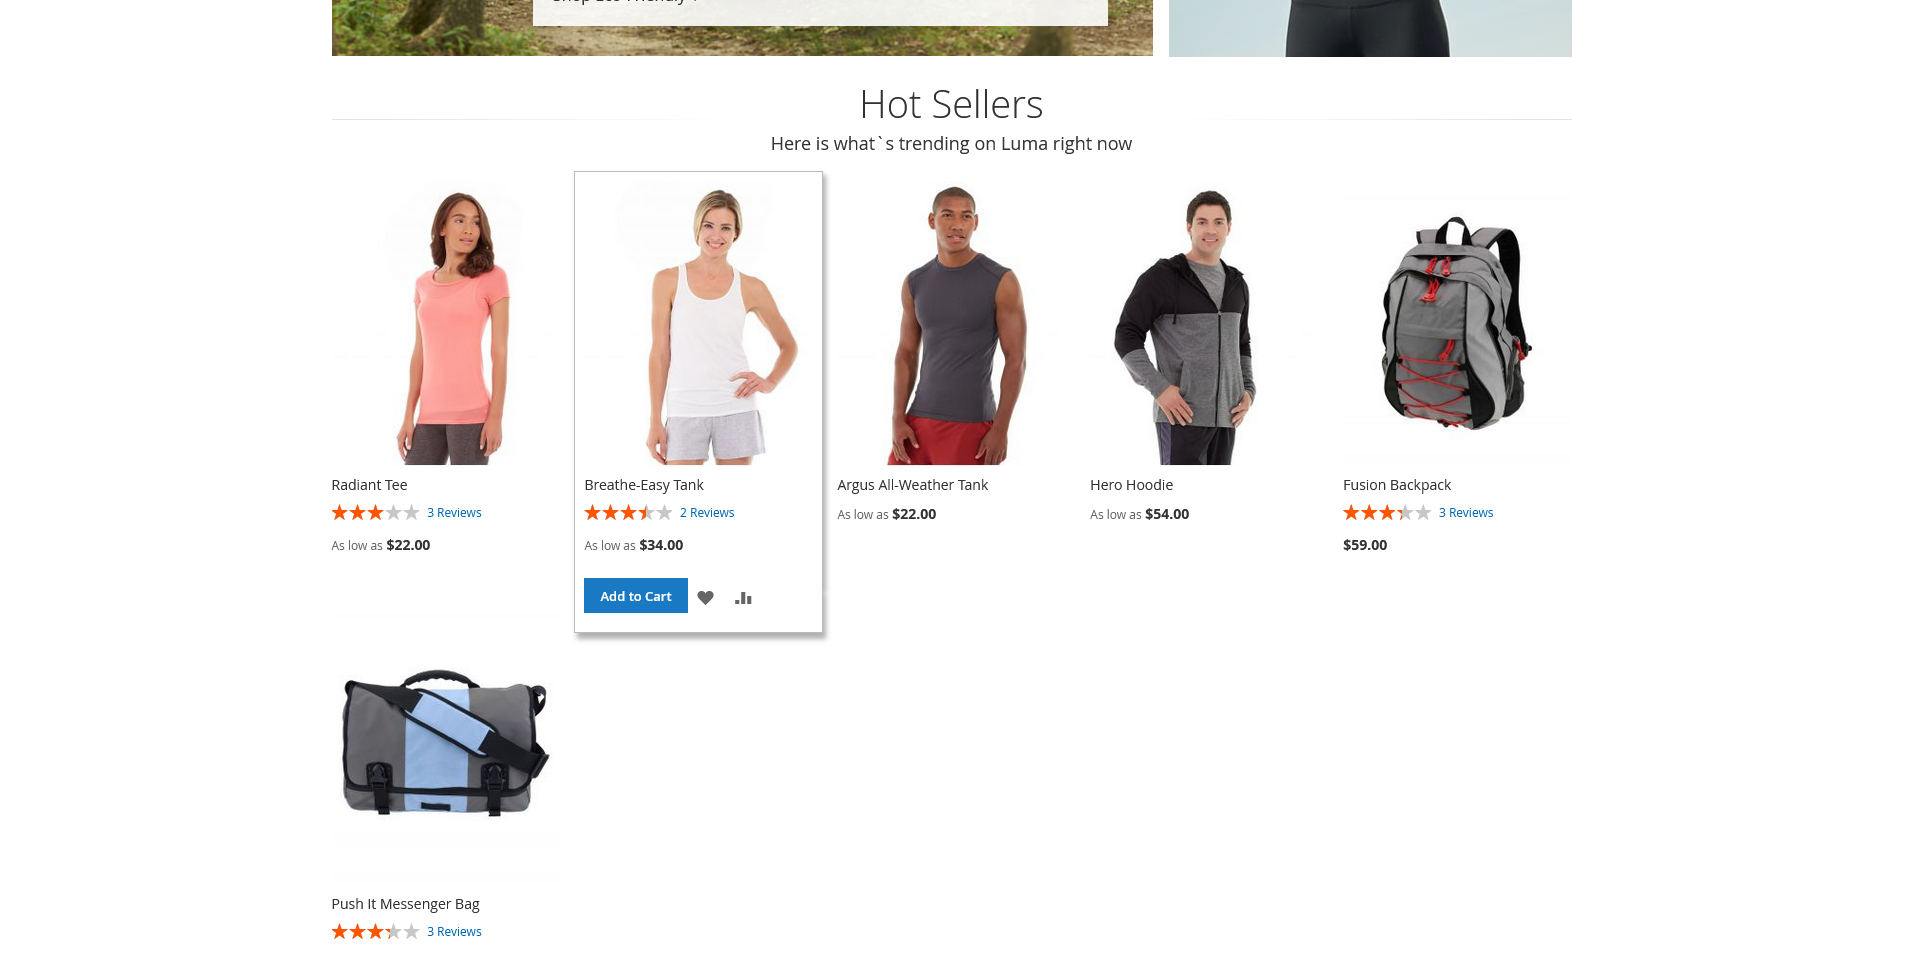 Hot Sellers
Here is what`s trending on Luma right now
Radiant Tee
3 Reviews
As low as $22.00
Breathe-Easy Tank
2 Reviews
As low as $34.00
Add to Cart
Argus All-Weather Tank
As low as $22.00
Hero Hoodie
As low as $54.00
Fusion Backpack
3 Reviews
$59.00
Push It Messenger Bag
3 Reviews